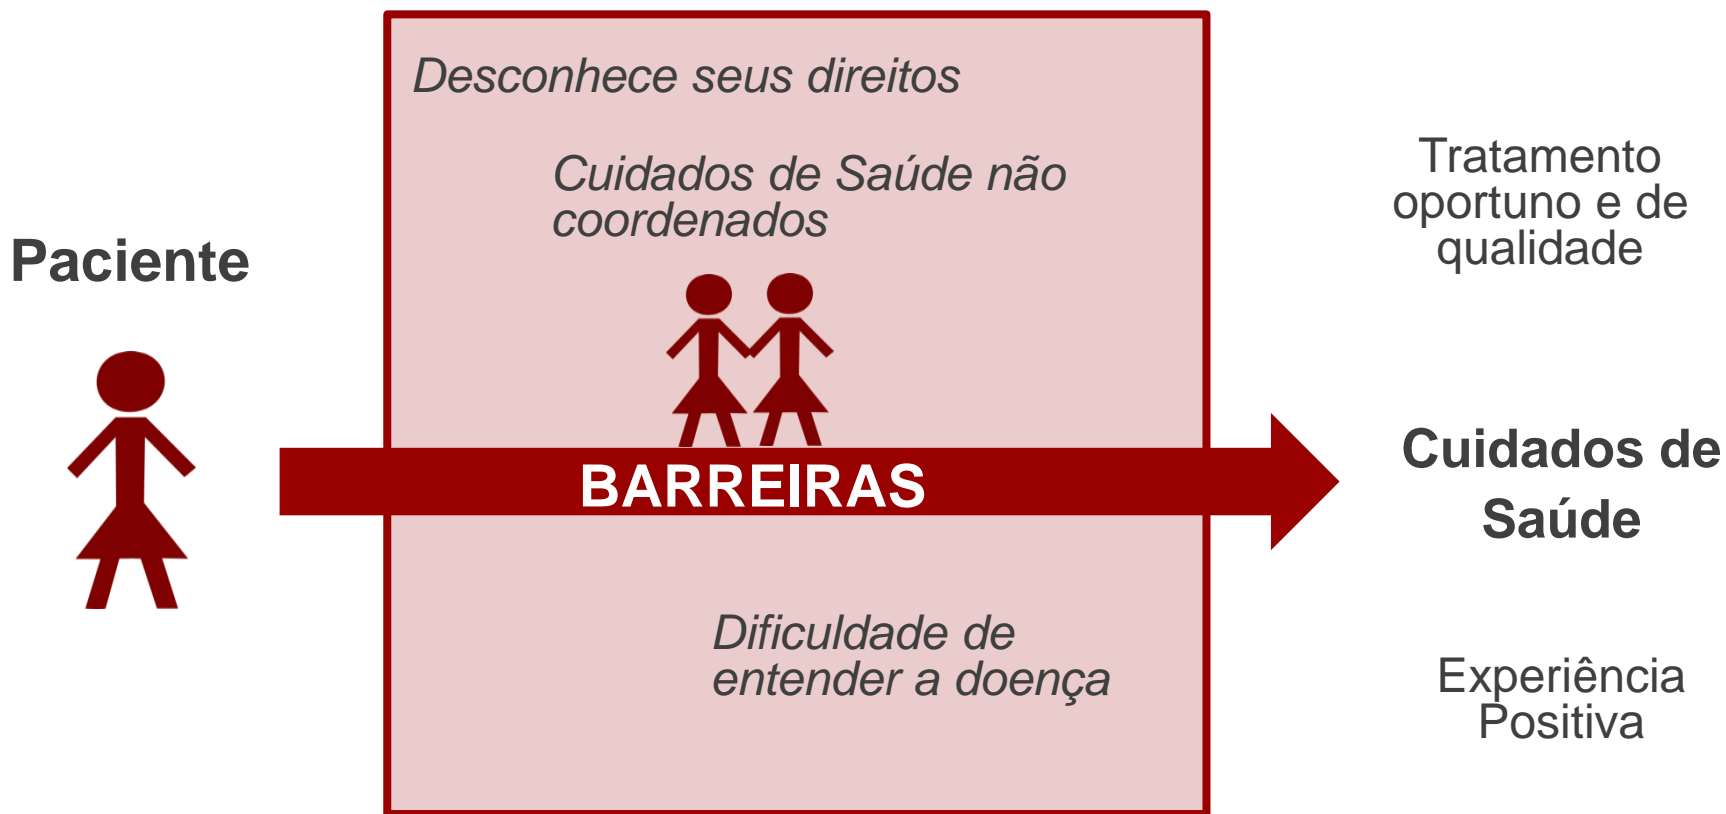 Desconhece seus direitos
Cuidados de Saúde não
coordenados
Paciente
BARREIRAS
Dificuldade de
entender a doença
Tratamento
oportuno e de
qualidade
Cuidados de
Saúde
Experiência
Positiva